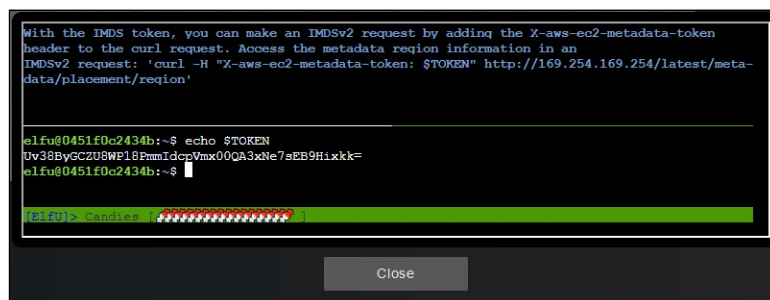 With the IMDS token, you can make an IMDSv2 request by adding the X-aws-ec2-metadata-token
header to the curl request. Access the metadata region information in an
IMDSv2 request: 'curl -H "X-aws-ec2-metadata-token: $TOKEN" http://169.254.169.254/latest/meta-
data/placement/region'
elfu@0451f0c2434b:~$ echo $TOKEN
Uv38ByGCZU8WP18PmmIdcpVmx00QA3xNe7sEB9Hixkk=
elfu@0451f0c2434b:~$
[ElfU]> Candies [ ]
Close